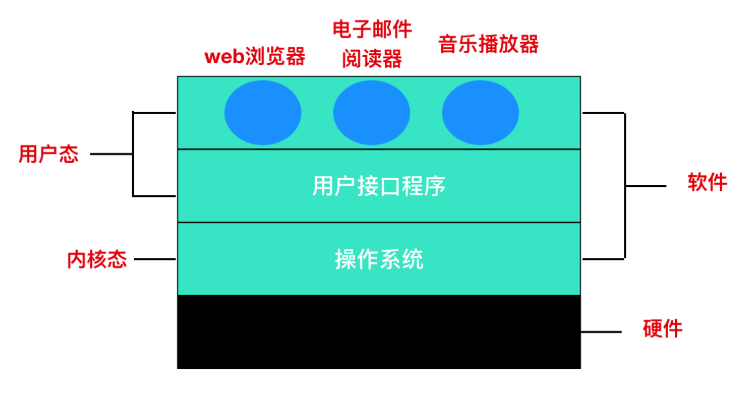 web浏览器
电子邮件
阅读器
音乐播放器
用户态
用户接口程序
软件
内核态
操作系统
硬件